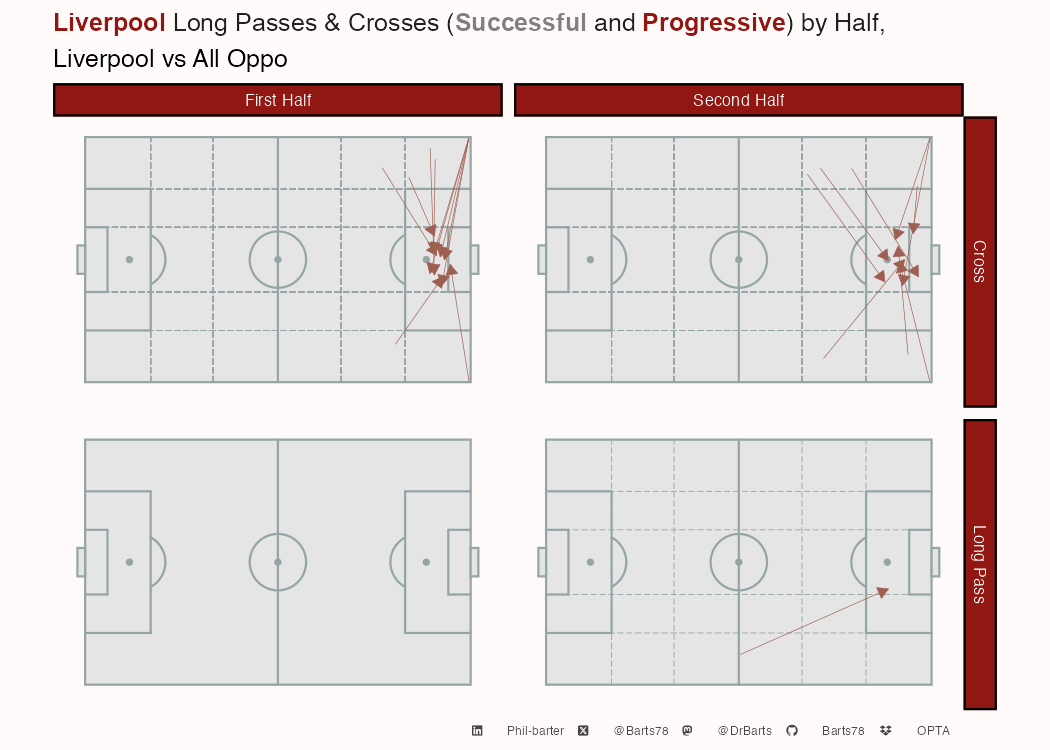 Liverpool Long Passes & Crosses (Successful and Progressive) by Half,
Liverpool vs All Oppo
First Half
Second Half
Cross
Long Pass
Phil-barter @Barts78 @DrBarts Barts78 OPTA